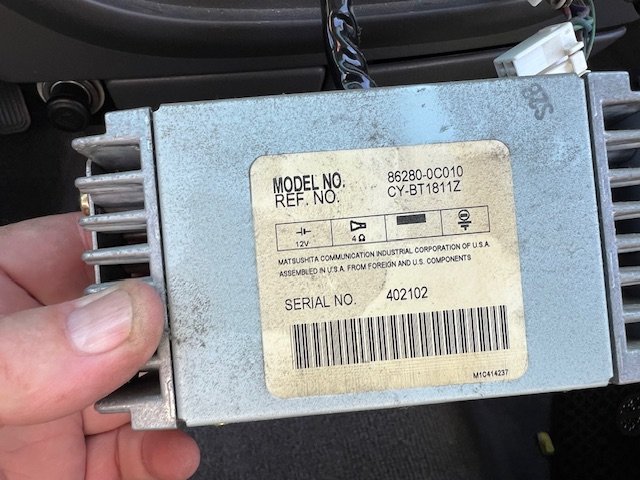 MODEL NO. 86280-0C010
REF. NO. CY-BT1811Z
12V 4Ω
MATSUSHITA COMMUNICATION INDUSTRIAL CORPORATION OF U.S.A
ASSEMBLED IN U.S.A. FROM FOREIGN AND U.S. COMPONENTS
SERIAL NO. 402102
M1C414237